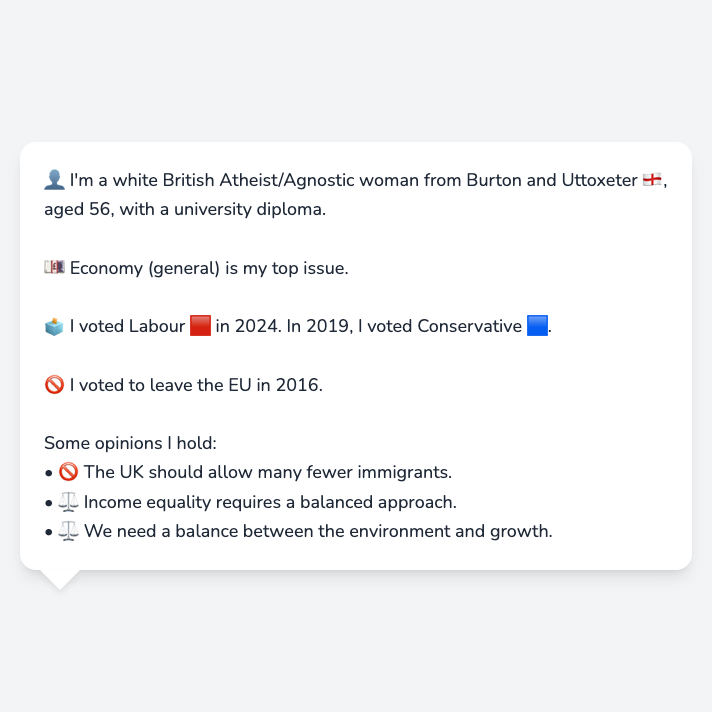 👤 I'm a white British Atheist/Agnostic woman from Burton and Uttoxeter 🏴󠁧󠁢󠁥󠁮󠁧󠁿,
aged 56, with a university diploma.
💷 Economy (general) is my top issue.
🗳️ I voted Labour 🟥 in 2024. In 2019, I voted Conservative 🟦.
🚫 I voted to leave the EU in 2016.
Some opinions I hold:
• 🚫 The UK should allow many fewer immigrants.
• ⚖️ Income equality requires a balanced approach.
• ⚖️ We need a balance between the environment and growth.